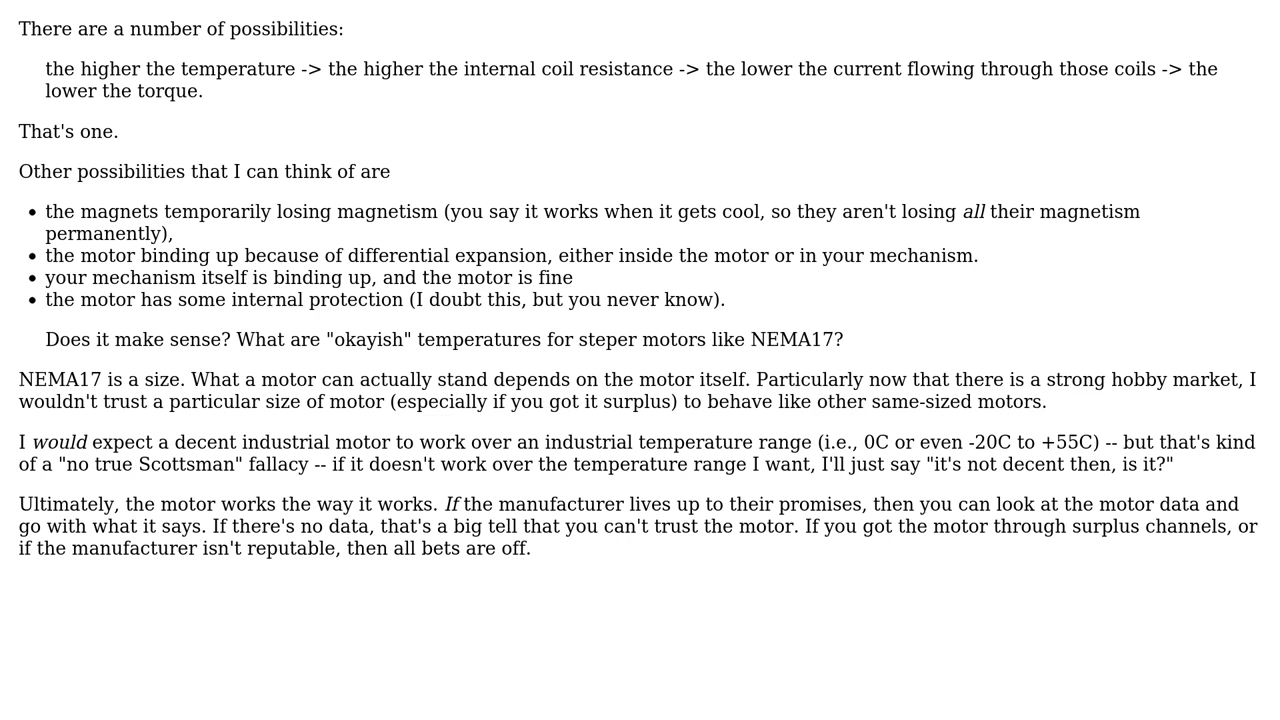 There are a number of possibilities:
the higher the temperature -> the higher the internal coil resistance -> the lower the current flowing through those coils -> the
lower the torque.
That's one.
Other possibilities that I can think of are
• the magnets temporarily losing magnetism (you say it works when it gets cool, so they aren't losing all their magnetism
permanently),
• the motor binding up because of differential expansion, either inside the motor or in your mechanism.
• your mechanism itself is binding up, and the motor is fine
• the motor has some internal protection (I doubt this, but you never know).
Does it make sense? What are "okayish" temperatures for steper motors like NEMA17?
NEMA17 is a size. What a motor can actually stand depends on the motor itself. Particularly now that there is a strong hobby market, I
wouldn't trust a particular size of motor (especially if you got it surplus) to behave like other same-sized motors.
I would expect a decent industrial motor to work over an industrial temperature range (i.e., 0C or even -20C to +55C) -- but that's kind
of a "no true Scottsman" fallacy -- if it doesn't work over the temperature range I want, I'll just say "it's not decent then, is it?"
Ultimately, the motor works the way it works. If the manufacturer lives up to their promises, then you can look at the motor data and
go with what it says. If there's no data, that's a big tell that you can't trust the motor. If you got the motor through surplus channels, or
if the manufacturer isn't reputable, then all bets are off.